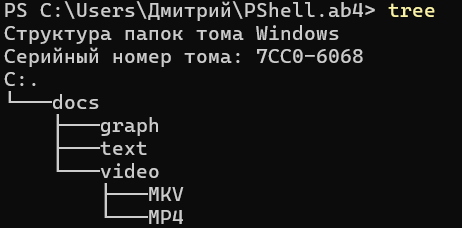 PS C:\Users\Дмитрий\PShell.ab4> tree
Структура папок тома Windows
Серийный номер тома: 7CC0-6068
C:.
└───docs
    ├───graph
    ├───text
    └───video
        ├───MKV
        └───MP4